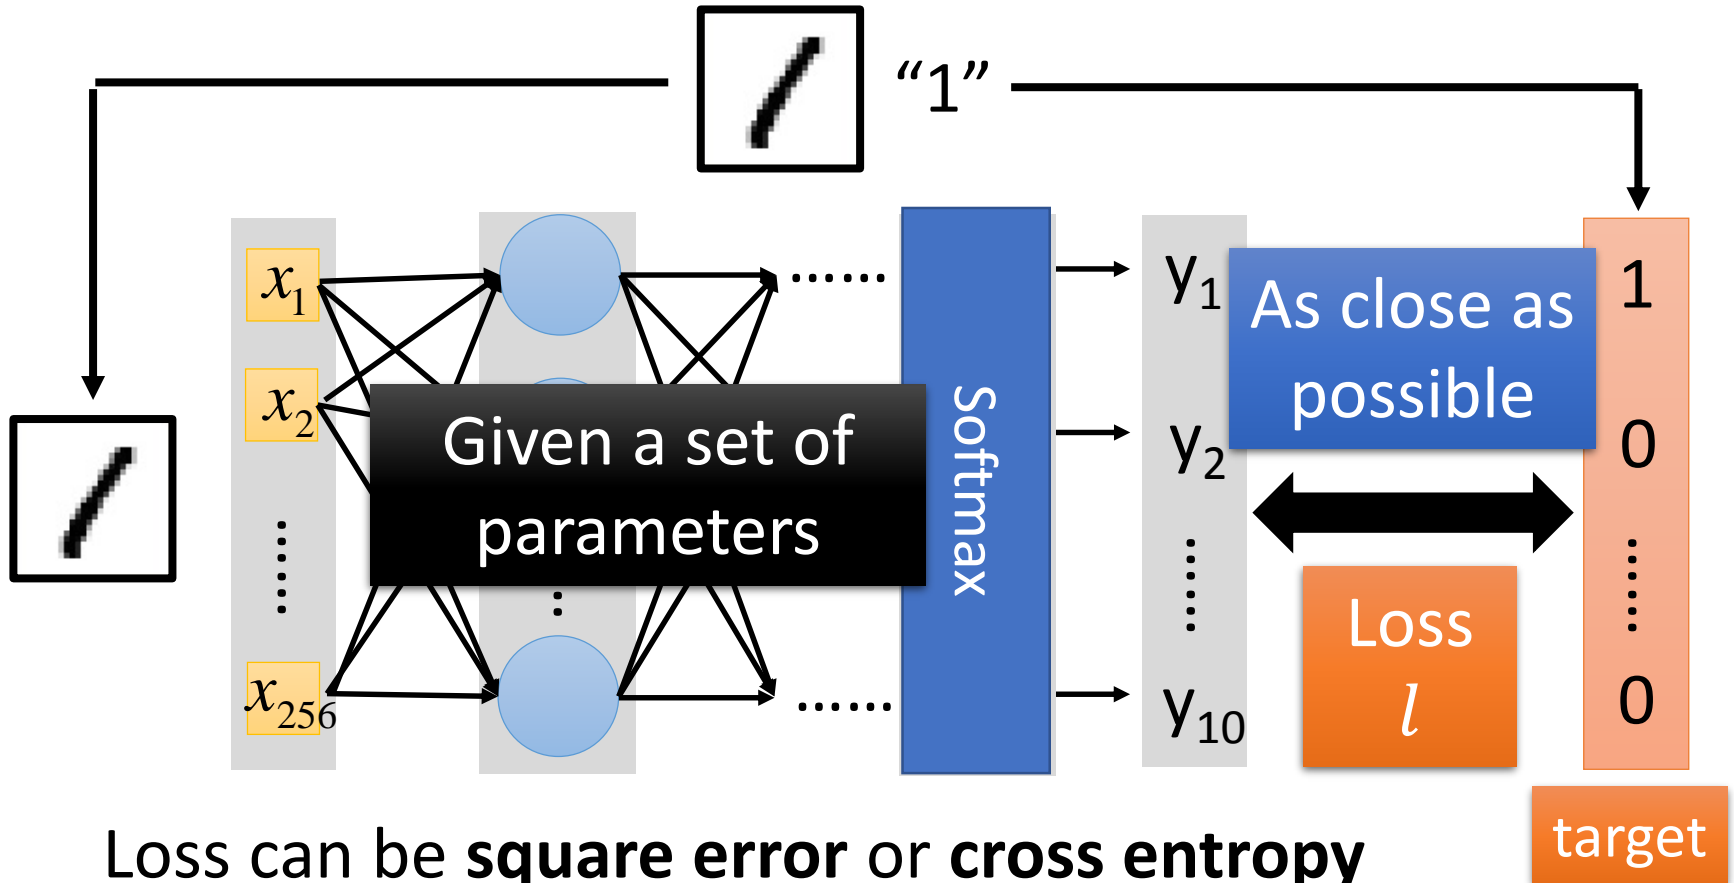 “1”
x1
x2
⋮
x256
......
......
Given a set of
parameters
Softmax
y1
y2
⋮
y10
As close as
possible
Loss
l
1
0
⋮
0
target
Loss can be square error or cross entropy